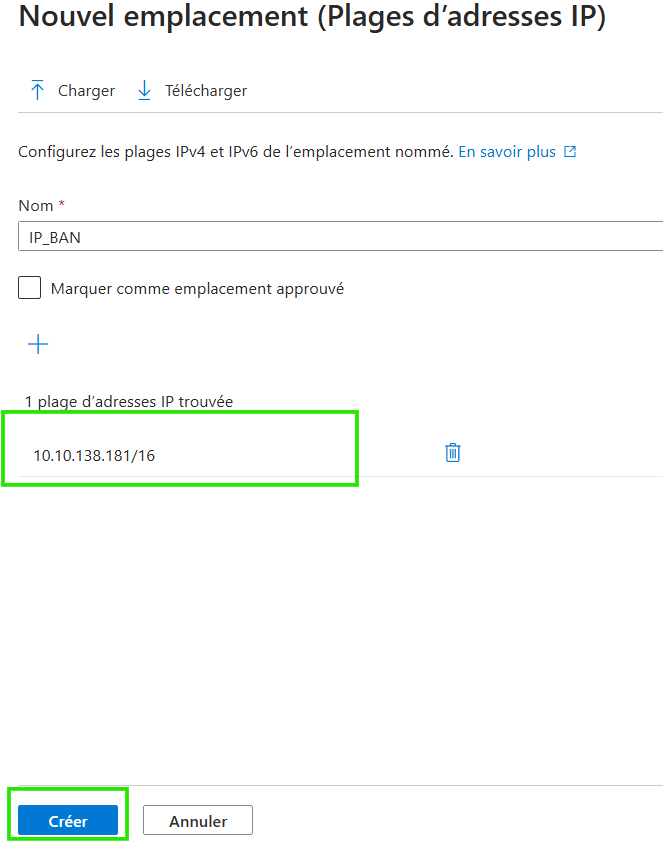 Nouvel emplacement (Plages d’adresses IP)
Charger Télécharger
Configurez les plages IPv4 et IPv6 de l’emplacement nommé. En savoir plus
Nom *
IP_BAN
Marquer comme emplacement approuvé
1 plage d’adresses IP trouvée
10.10.138.181/16
Créer Annuler